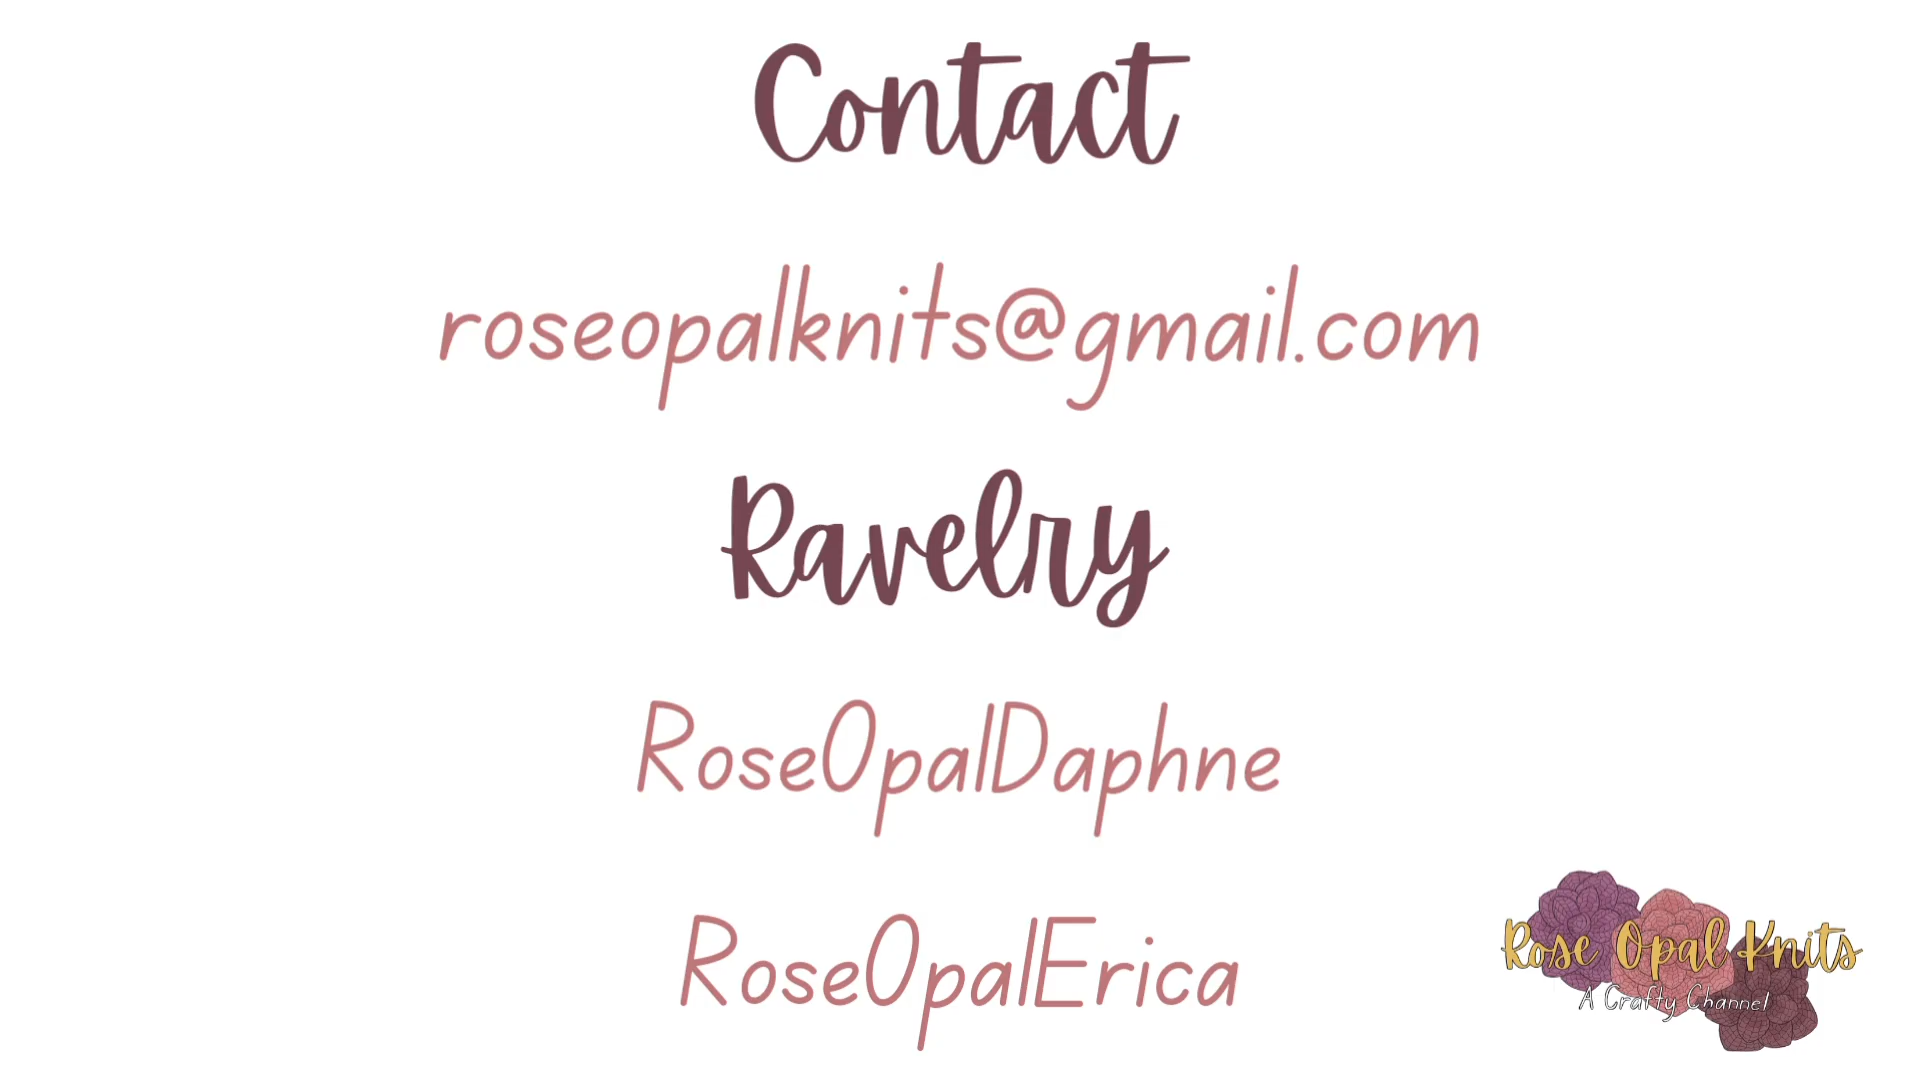 Contact
roseopalknits@gmail.com
Ravelry
RoseOpalDaphne
RoseOpalErica
Rose Opal Knits
A Crafty Channel